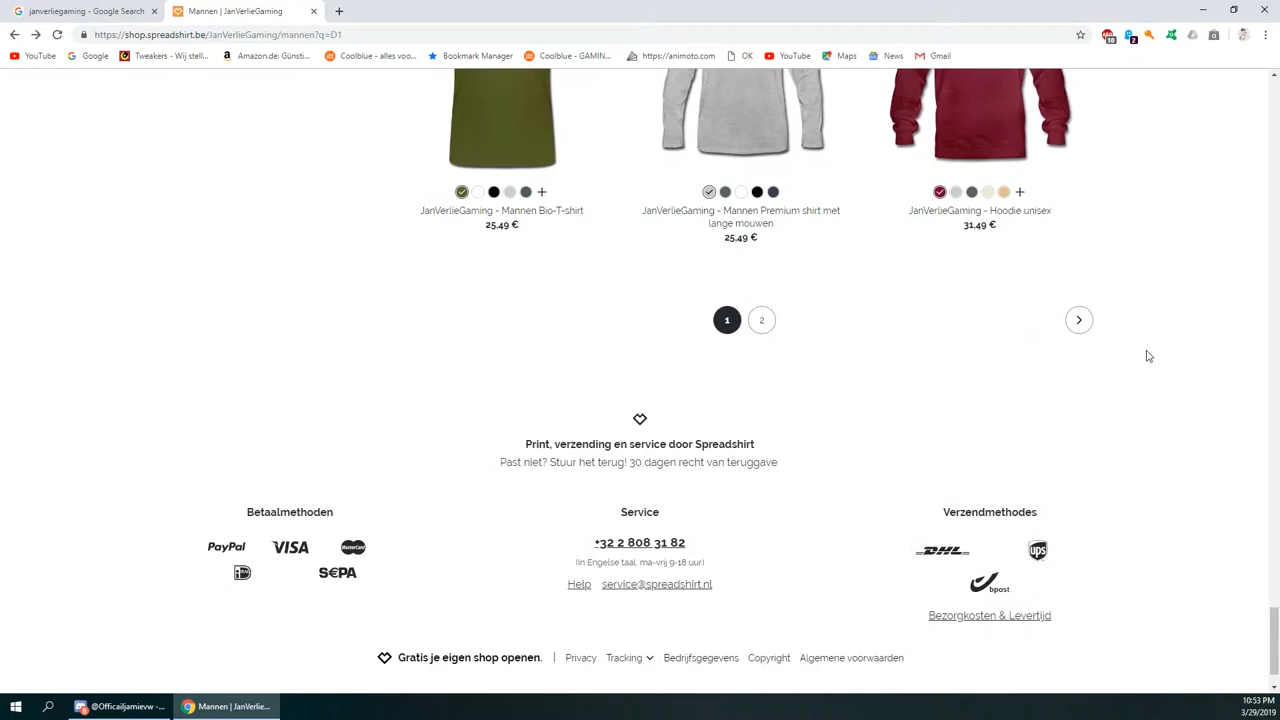 janverliegaming - Google Search
Mannen | JanVerlieGaming
https://shop.spreadshirt.be/JanVerlieGaming/mannen?q=D1
10
2
YouTube
Google
Tweakers - Wij stell...
Amazon.de: Günsti...
Coolblue - alles voo...
Bookmark Manager
Coolblue - GAMIN...
https://animoto.com
OK
YouTube
Maps
News
Gmail
JanVerlieGaming - Mannen Bio-T-shirt
25,49 €
JanVerlieGaming - Mannen Premium shirt met
lange mouwen
25,49 €
JanVerlieGaming - Hoodie unisex
31,49 €
1
2
Print, verzending en service door Spreadshirt
Past niet? Stuur het terug! 30 dagen recht van teruggave
Betaalmethoden
PayPal
VISA
MasterCard
iD
S€PA
Service
+32 2 808 31 82
(in Engelse taal, ma-vrij 9-18 uur)
Help
service@spreadshirt.nl
Verzendmethodes
DHL
ups
bpost
Bezorgkosten & Levertijd
Gratis je eigen shop openen.
Privacy
Tracking
Bedrijfsgegevens
Copyright
Algemene voorwaarden
@Officailjamievw -...
Mannen | JanVerlie...
10:53 PM
3/29/2019